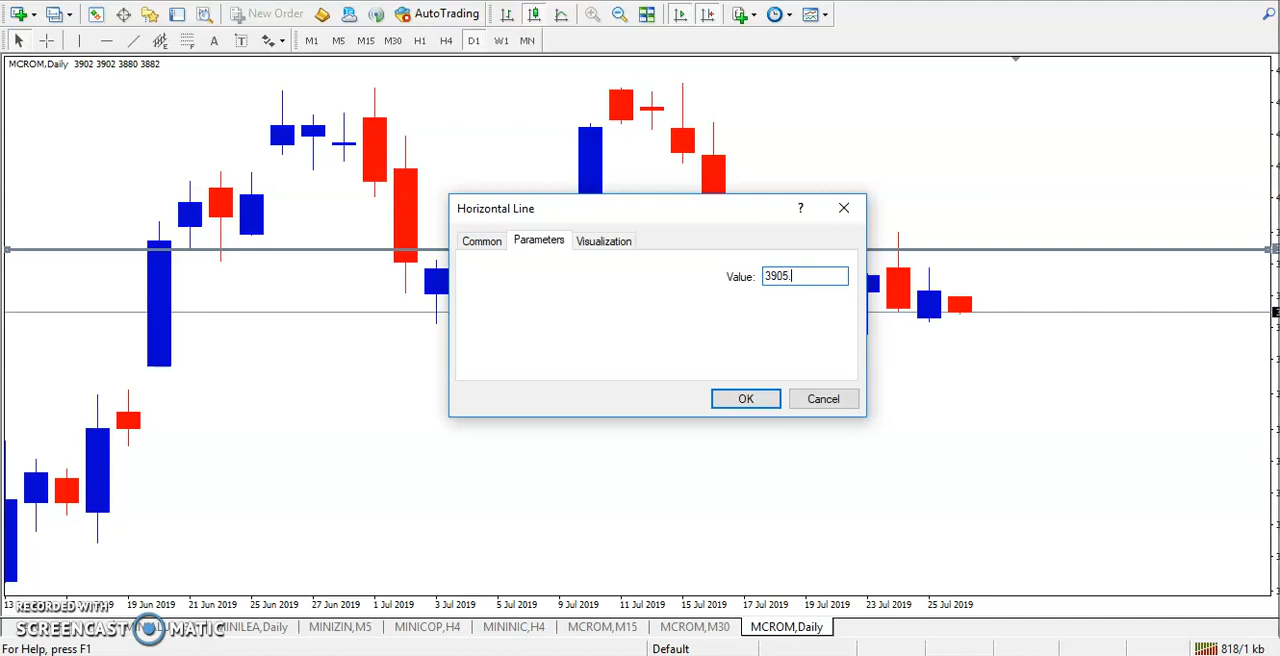 New Order
AutoTrading
A
T
M1 M5 M15 M30 H1 H4 D1 W1 MN
MCROM,Daily 3902 3902 3880 3882
Horizontal Line
?
Common Parameters Visualization
Value: 3905.
OK Cancel
19 Jun 2019 21 Jun 2019 25 Jun 2019 27 Jun 2019 1 Jul 2019 3 Jul 2019 5 Jul 2019 9 Jul 2019 11 Jul 2019 15 Jul 2019 17 Jul 2019 19 Jul 2019 23 Jul 2019 25 Jul 2019
RECORDED WITH
SCREENCAST MATIC
MINILEA,Daily MINIZIN,M5 MINICOP,H4 MININIC,H4 MCROM,M15 MCROM,M30 MCROM,Daily
For Help, press F1 Default 818/1 kb